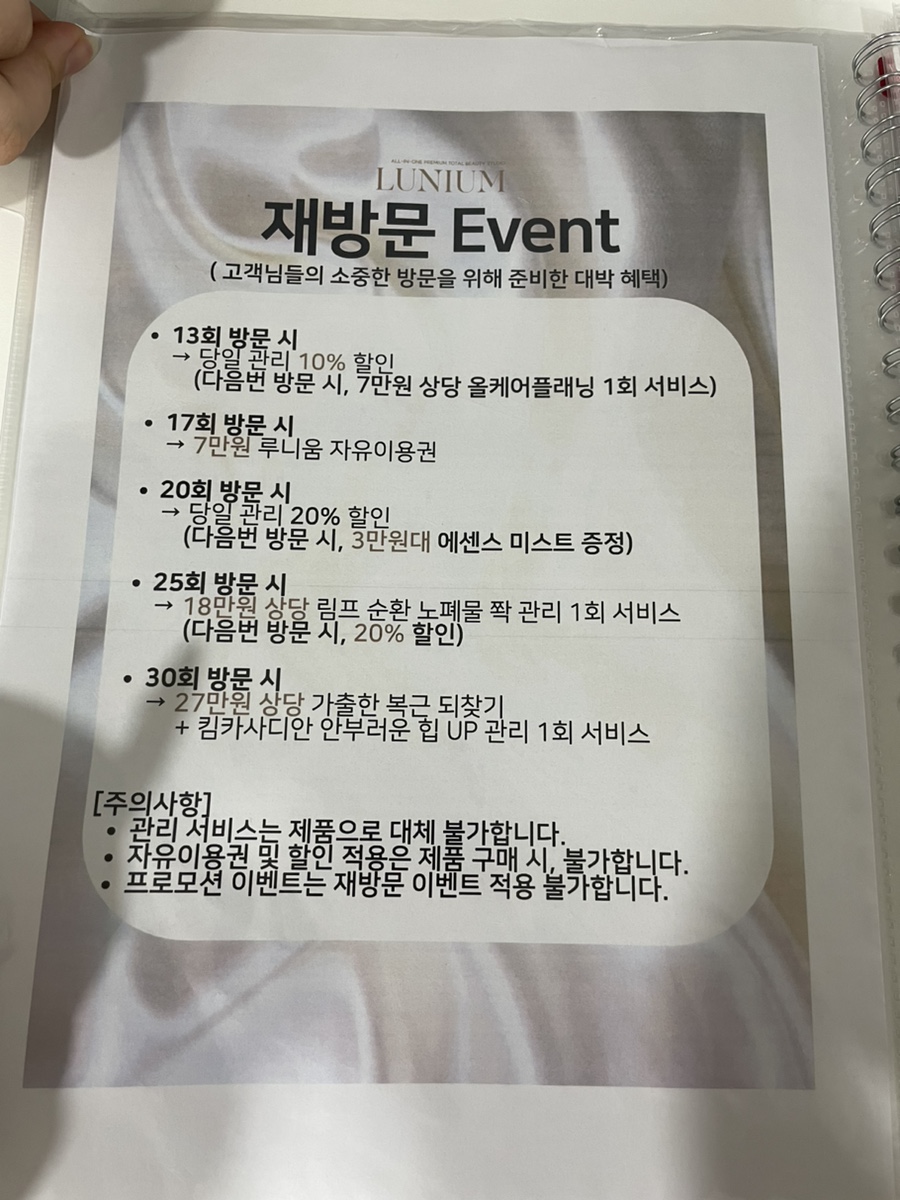 ALL-IN-ONE PREMIUM TOTAL BEAUTY STUDIO
LUNIUM
재방문 Event
( 고객님들의 소중한 방문을 위해 준비한 대박 혜택)
• 13회 방문 시
→ 당일 관리 10% 할인
(다음번 방문 시, 7만원 상당 올케어플래닝 1회 서비스)
• 17회 방문 시
→ 7만원 루니움 자유이용권
• 20회 방문 시
→ 당일 관리 20% 할인
(다음번 방문 시, 3만원대 에센스 미스트 증정)
• 25회 방문 시
→ 18만원 상당 림프 순환 노폐물 쫙 관리 1회 서비스
(다음번 방문 시, 20% 할인)
• 30회 방문 시
→ 27만원 상당 가출한 복근 되찾기
+ 킴카사디안 안부러운 힙 UP 관리 1회 서비스
[주의사항]
• 관리 서비스는 제품으로 대체 불가합니다.
• 자유이용권 및 할인 적용은 제품 구매 시, 불가합니다.
• 프로모션 이벤트는 재방문 이벤트 적용 불가합니다.